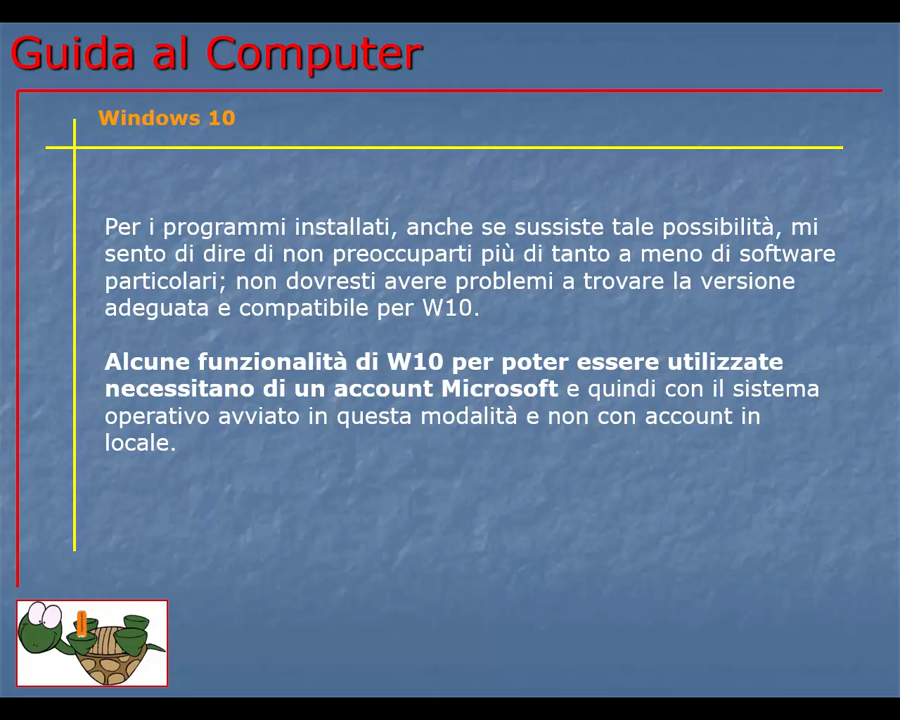 Guida al Computer
Windows 10
Per i programmi installati, anche se sussiste tale possibilità, mi
sento di dire di non preoccuparti più di tanto a meno di software
particolari; non dovresti avere problemi a trovare la versione
adeguata e compatibile per W10.
Alcune funzionalità di W10 per poter essere utilizzate
necessitano di un account Microsoft e quindi con il sistema
operativo avviato in questa modalità e non con account in
locale.